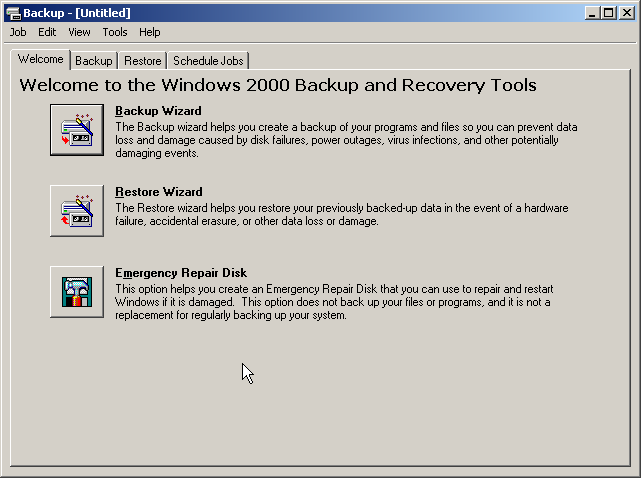 Backup - [Untitled]
Job Edit View Tools Help
Welcome Backup Restore Schedule Jobs
Welcome to the Windows 2000 Backup and Recovery Tools
Backup Wizard
The Backup wizard helps you create a backup of your programs and files so you can prevent data
loss and damage caused by disk failures, power outages, virus infections, and other potentially
damaging events.
Restore Wizard
The Restore wizard helps you restore your previously backed-up data in the event of a hardware
failure, accidental erasure, or other data loss or damage.
Emergency Repair Disk
This option helps you create an Emergency Repair Disk that you can use to repair and restart
Windows if it is damaged. This option does not back up your files or programs, and it is not a
replacement for regularly backing up your system.